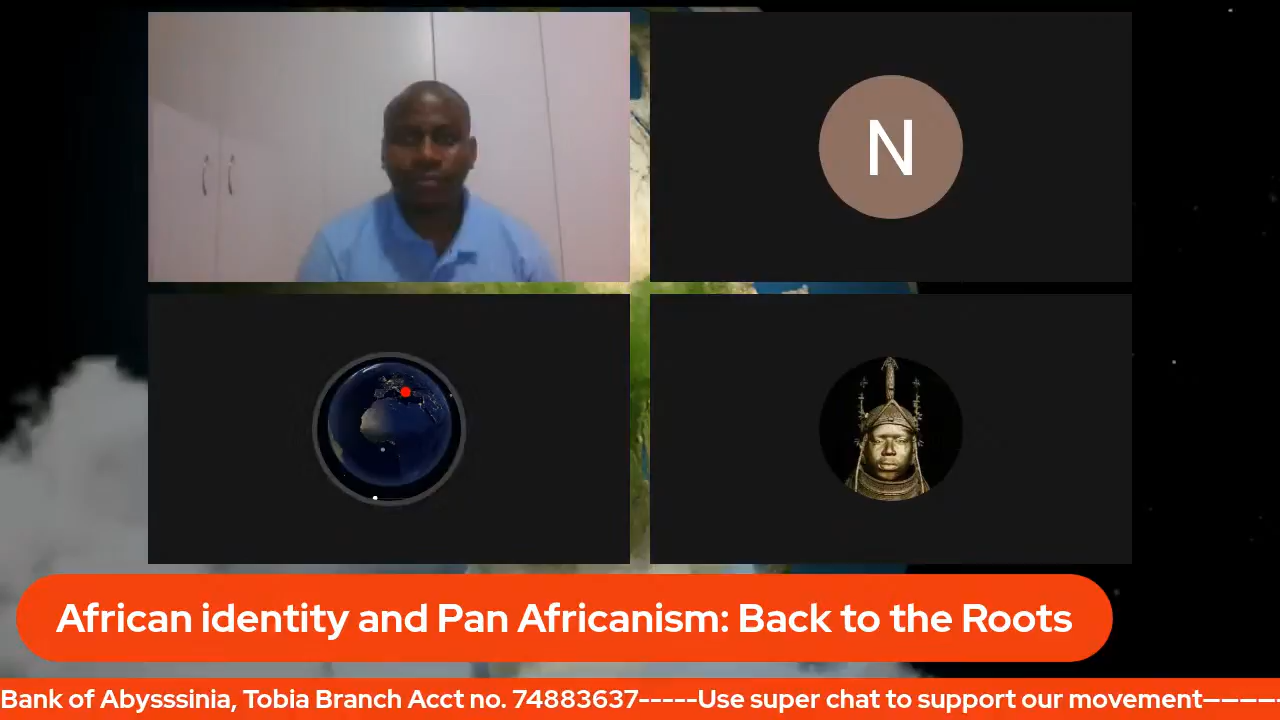 N
African identity and Pan Africanism: Back to the Roots
Bank of Abysssinia, Tobia Branch Acct no. 74883637-----Use super chat to support our movement—–—–-